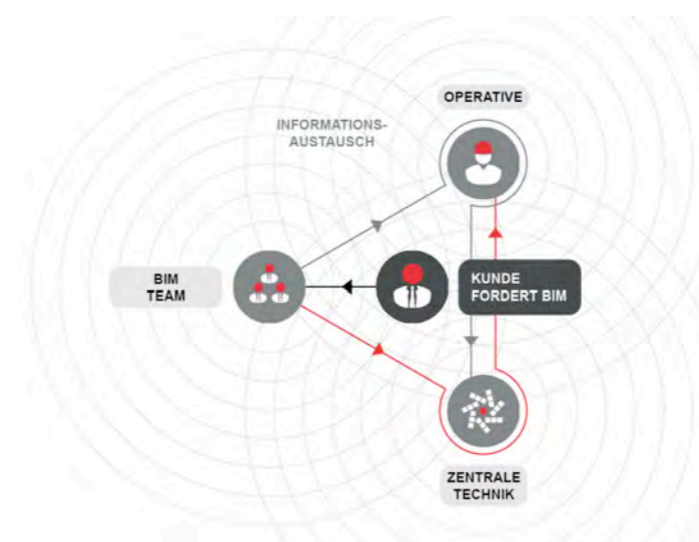 OPERATIVE
INFORMATIONS-
AUSTAUSCH
BIM
TEAM
KUNDE
FORDERT BIM
ZENTRALE
TECHNIK